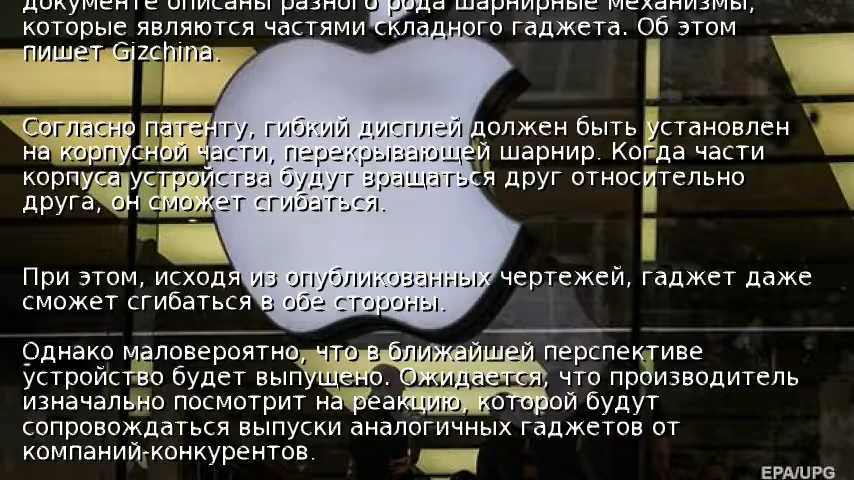 документе описаны разного рода шарнирные механизмы,
которые являются частями складного гаджета. Об этом
пишет Gizchina.
Согласно патенту, гибкий дисплей должен быть установлен
на корпусной части, перекрывающей шарнир. Когда части
корпуса устройства будут вращаться друг относительно
друга, он сможет сгибаться.
При этом, исходя из опубликованных чертежей, гаджет даже
сможет сгибаться в обе стороны.
Однако маловероятно, что в ближайшей перспективе
устройство будет выпущено. Ожидается, что производитель
изначально посмотрит на реакцию, которой будут
сопровождаться выпуски аналогичных гаджетов от
компаний-конкурентов.
EPA/UPG